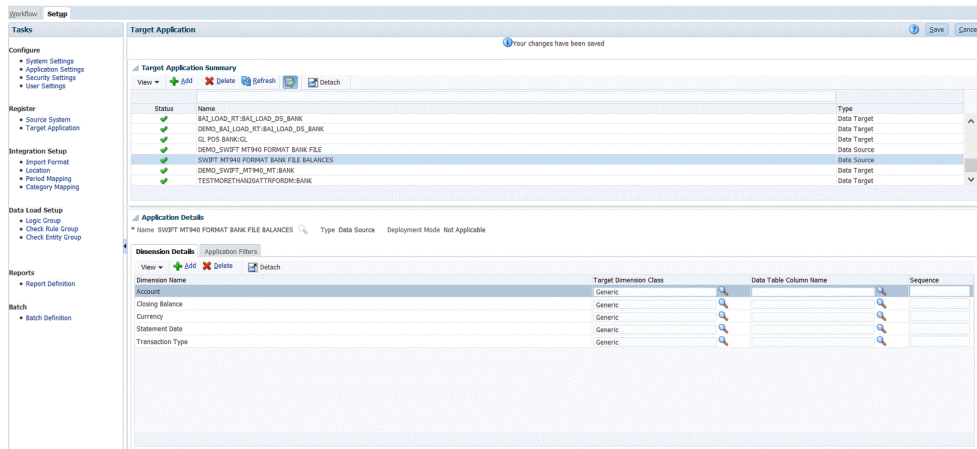 Workflow Setup
Tasks
Configure
System Settings
Application Settings
Security Settings
User Settings
Register
Source System
Target Application
Integration Setup
Import Format
Location
Period Mapping
Category Mapping
Data Load Setup
Logic Group
Check Rule Group
Check Entity Group
Reports
Report Definition
Batch
Batch Definition
Target Application ? Save Cance
Your changes have been saved
Target Application Summary
View Add Delete Refresh Detach
Status Name Type
BAI_LOAD_RT:BAI_LOAD_DS_BANK Data Target
DEMO_BAI_LOAD_RT:BAI_LOAD_DS_BANK Data Target
GL POS BANK:GL Data Target
DEMO_SWIFT MT940 FORMAT BANK FILE Data Source
SWIFT MT940 FORMAT BANK FILE BALANCES Data Source
DEMO_SWIFT_MT940_MT:BANK Data Target
TESTMORETHAN20ATTRFORDM:BANK Data Target
Application Details
* Name SWIFT MT940 FORMAT BANK FILE BALANCES Type Data Source Deployment Mode Not Applicable
Dimension Details Application Filters
View Add Delete Detach
Dimension Name Target Dimension Class Data Table Column Name Sequence
Account Generic
Closing Balance Generic
Currency Generic
Statement Date Generic
Transaction Type Generic